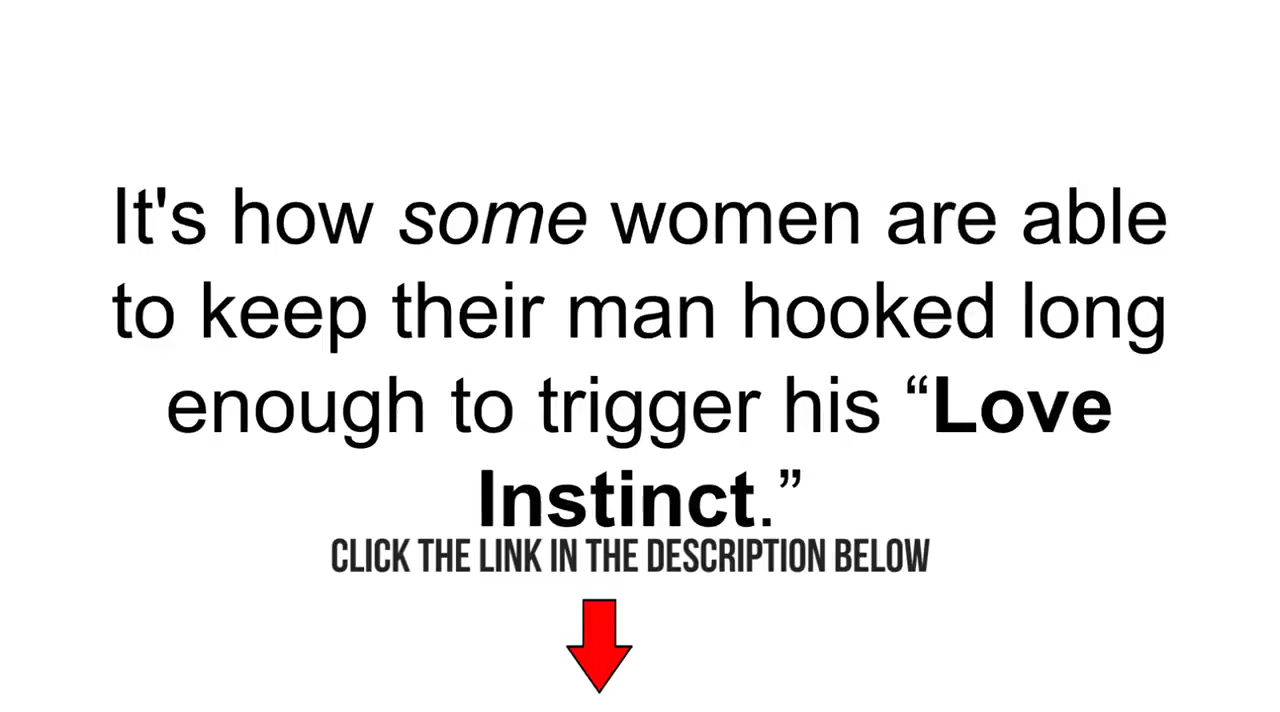 It's how some women are able
to keep their man hooked long
enough to trigger his “Love
Instinct.”
CLICK THE LINK IN THE DESCRIPTION BELOW